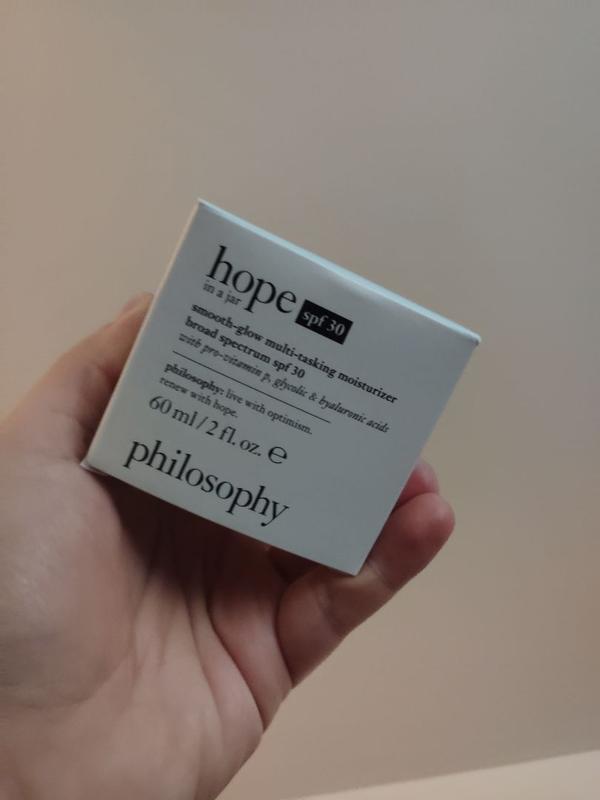 hope
in a jar
spf 30
smooth-glow multi-tasking moisturizer
broad spectrum spf 30
with pro-vitamin p, glycolic & hyaluronic acids
philosophy: live with optimism.
renew with hope.
60 ml / 2 fl. oz. ℮
philosophy